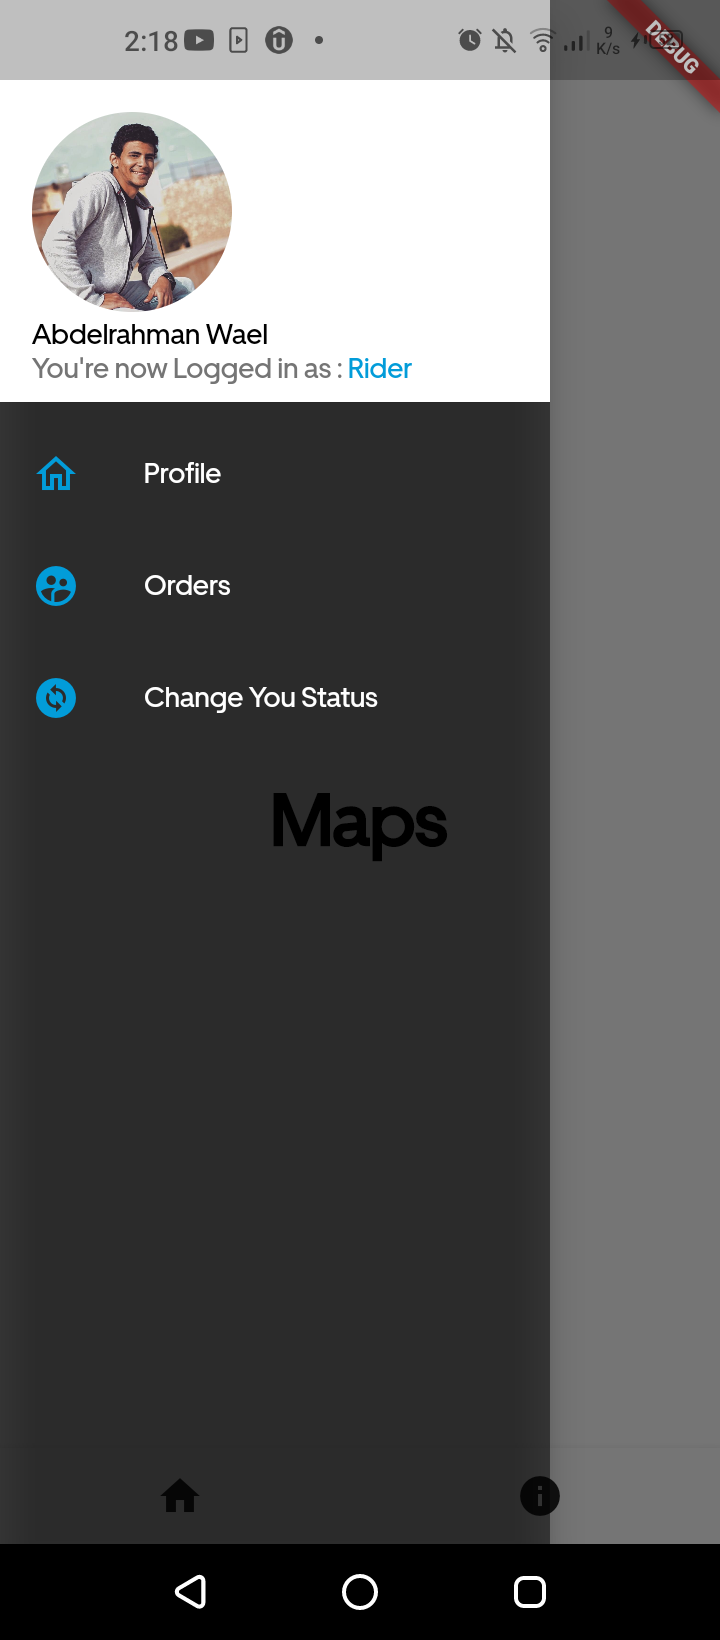 2:18
9
K/s
DEBUG
Abdelrahman Wael
You're now Logged in as : Rider
Profile
Orders
Change You Status
Maps